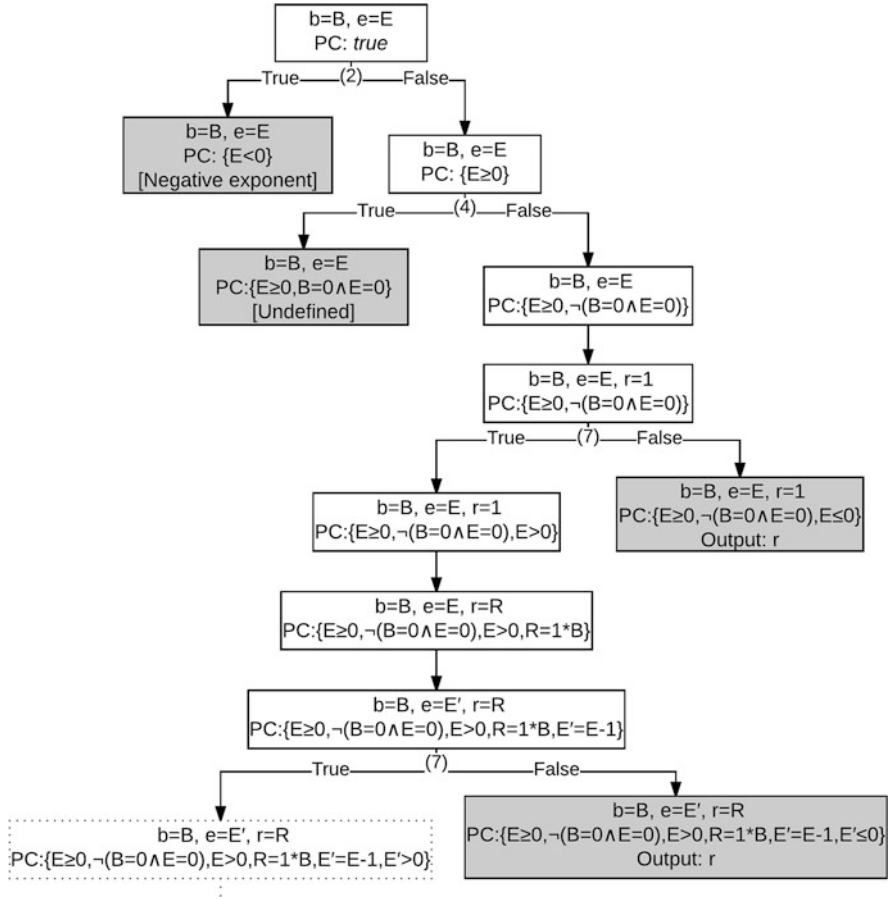 b=B, e=E
PC: true
True
(2)
False
b=B, e=E
PC: {E<0}
[Negative exponent]
b=B, e=E
PC: {E≥0}
True
(4)
False
b=B, e=E
PC:{E≥0,B=0∧E=0}
[Undefined]
b=B, e=E
PC:{E≥0,¬(B=0∧E=0)}
b=B, e=E, r=1
PC:{E≥0,¬(B=0∧E=0)}
True
(7)
False
b=B, e=E, r=1
PC:{E≥0,¬(B=0∧E=0),E>0}
b=B, e=E, r=1
PC:{E≥0,¬(B=0∧E=0),E≤0}
Output: r
b=B, e=E, r=R
PC:{E≥0,¬(B=0∧E=0),E>0,R=1*B}
b=B, e=E′, r=R
PC:{E≥0,¬(B=0∧E=0),E>0,R=1*B,E′=E-1}
True
(7)
False
b=B, e=E′, r=R
PC:{E≥0,¬(B=0∧E=0),E>0,R=1*B,E′=E-1,E′>0}
b=B, e=E′, r=R
PC:{E≥0,¬(B=0∧E=0),E>0,R=1*B,E′=E-1,E′≤0}
Output: r